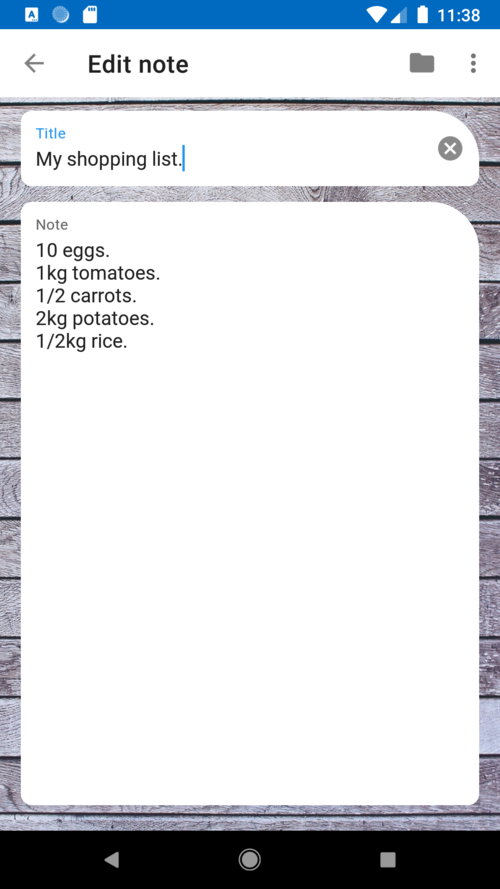 11:38
Edit note
Title
My shopping list.
Note
10 eggs.
1kg tomatoes.
1/2 carrots.
2kg potatoes.
1/2kg rice.